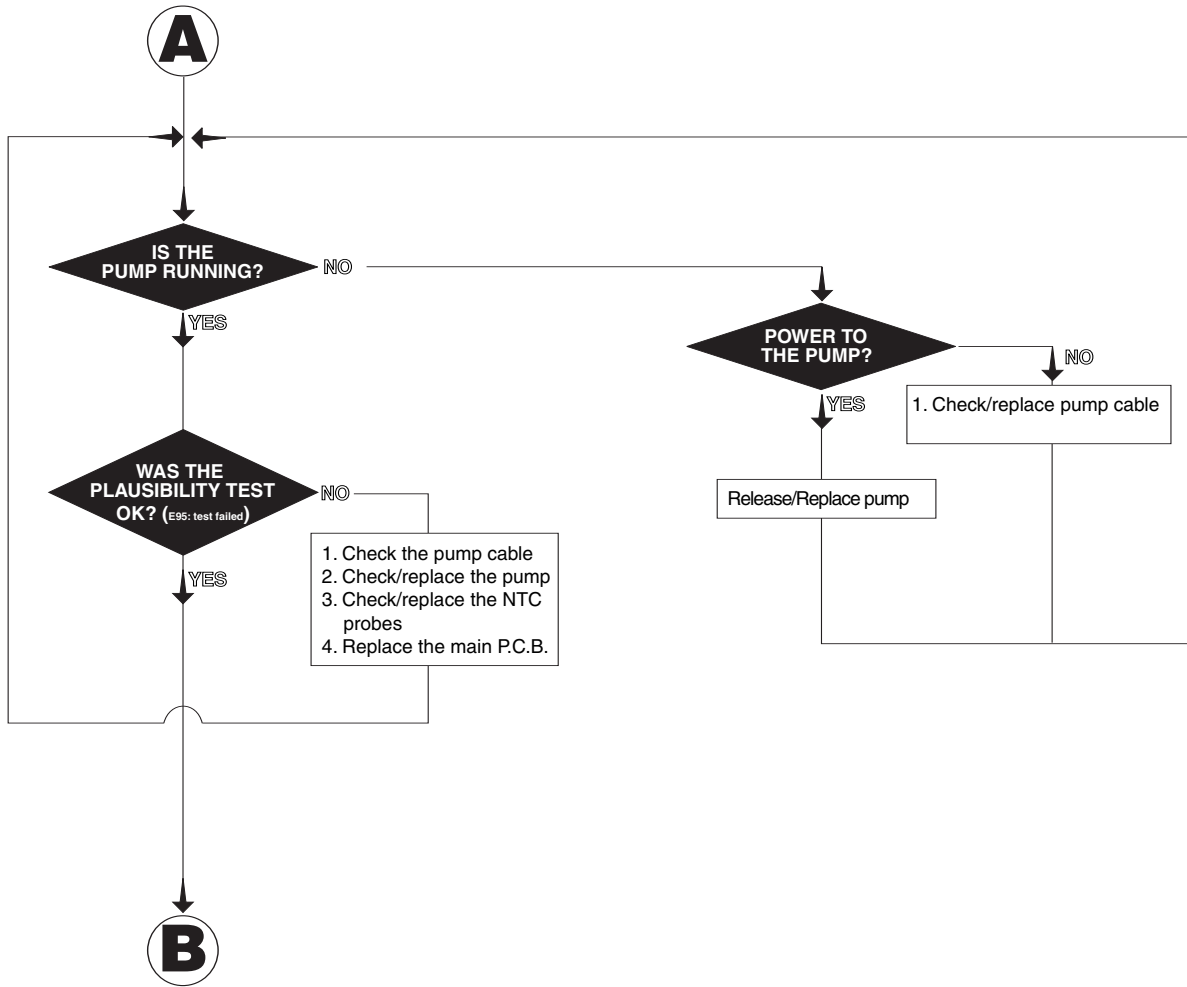 A
IS THE
PUMP RUNNING?
NO
YES
POWER TO
THE PUMP?
NO
YES
1. Check/replace pump cable
Release/Replace pump
WAS THE
PLAUSIBILITY TEST
OK? (E95: test failed)
NO
YES
1. Check the pump cable
2. Check/replace the pump
3. Check/replace the NTC
probes
4. Replace the main P.C.B.
B